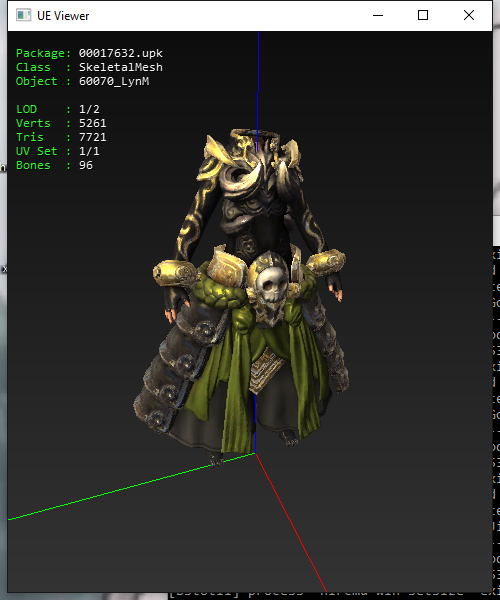 UE Viewer
Package: 00017632.upk
Class : SkeletalMesh
Object : 60070_LynM
LOD : 1/2
Verts : 5261
Tris : 7721
UV Set : 1/1
Bones : 96